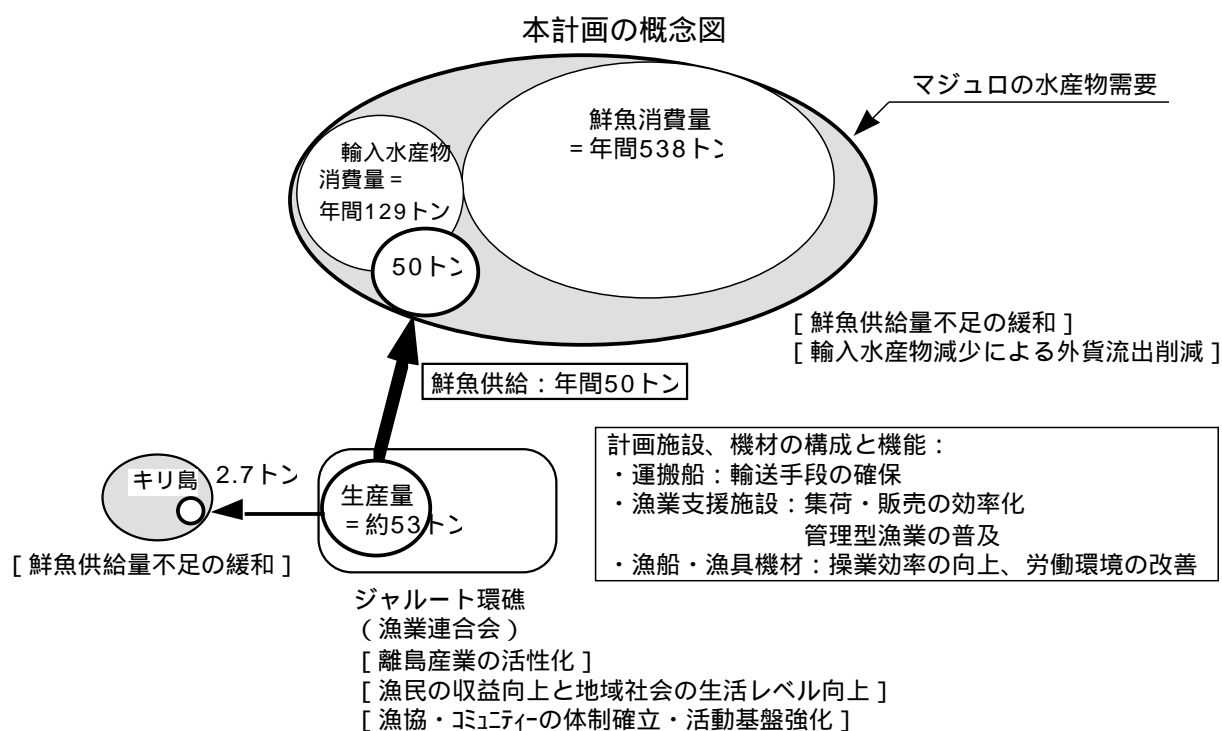 本計画の概念図
マジュロの水産物需要
鮮魚消費量
=年間538トン
輸入水産物
消費量=
年間129トン
50トン
[鮮魚供給量不足の緩和]
[輸入水産物減少による外貨流出削減]
鮮魚供給:年間50トン
計画施設、機材の構成と機能:
・運搬船:輸送手段の確保
・漁業支援施設:集荷・販売の効率化
管理型漁業の普及
・漁船・漁具機材:操業効率の向上、労働環境の改善
キリ島
2.7トン
生産量
=約53トン
[鮮魚供給量不足の緩和]
ジャルート環礁
(漁業連合会)
[離島産業の活性化]
[漁民の収益向上と地域社会の生活レベル向上]
[漁協・ｺﾐｭﾆﾃｨｰの体制確立・活動基盤強化]